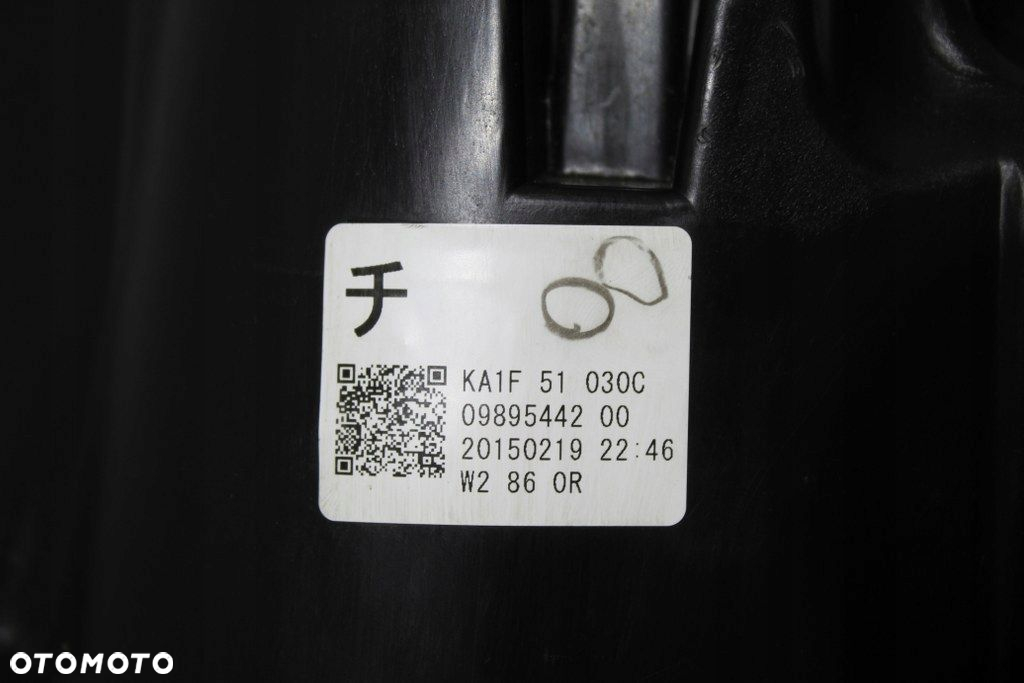 チ
KA1F 51 030C
09895442 00
20150219 22:46
W2 86 0R
OTOMOTO